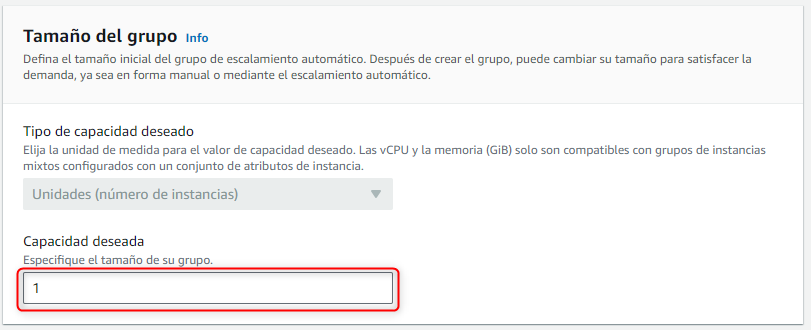 Tamaño del grupo Info
Defina el tamaño inicial del grupo de escalamiento automático. Después de crear el grupo, puede cambiar su tamaño para satisfacer la
demanda, ya sea en forma manual o mediante el escalamiento automático.
Tipo de capacidad deseado
Elija la unidad de medida para el valor de capacidad deseado. Las vCPU y la memoria (GiB) solo son compatibles con grupos de instancias
mixtos configurados con un conjunto de atributos de instancia.
Unidades (número de instancias)
Capacidad deseada
Especifique el tamaño de su grupo.
1